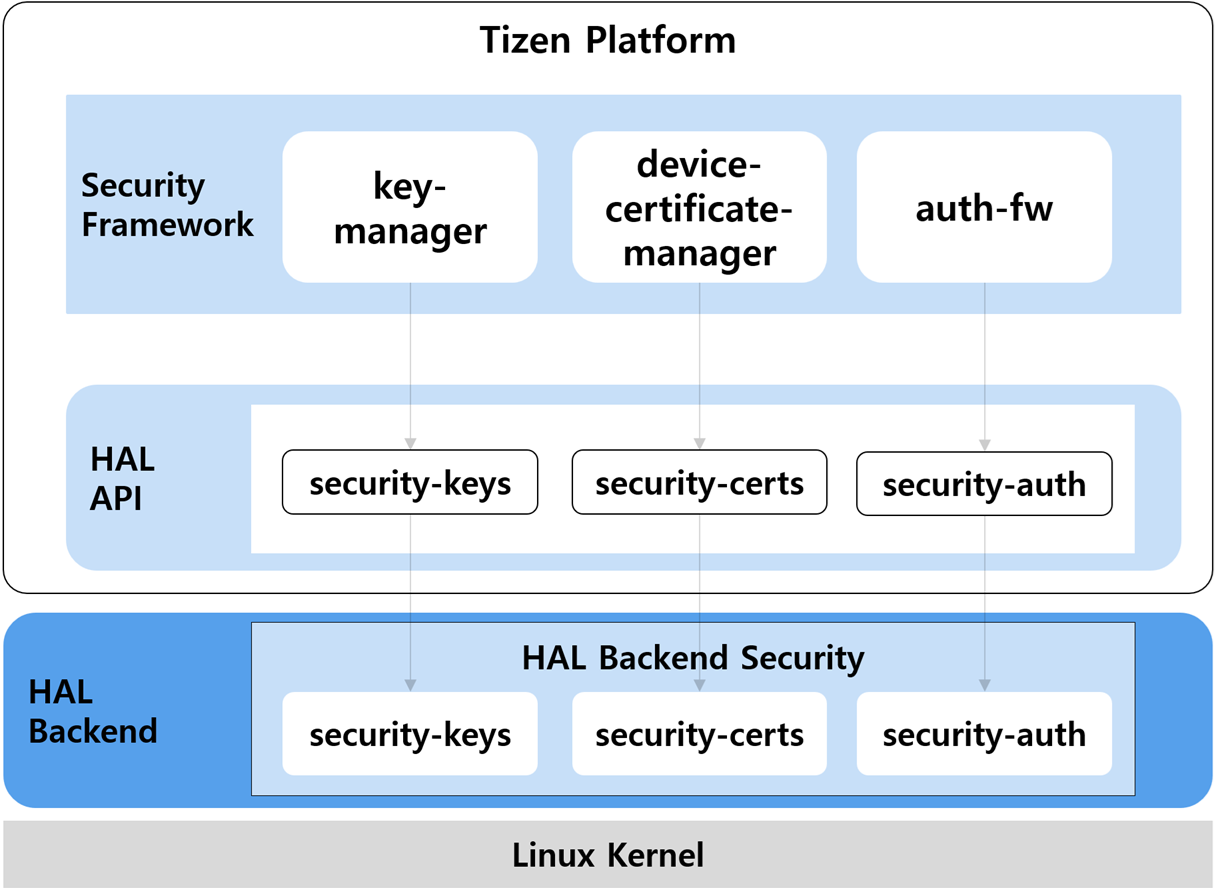 Tizen Platform
Security
Framework
key-
manager
device-
certificate-
manager
auth-fw
HAL
API
security-keys
security-certs
security-auth
HAL Backend Security
HAL
Backend
security-keys
security-certs
security-auth
Linux Kernel